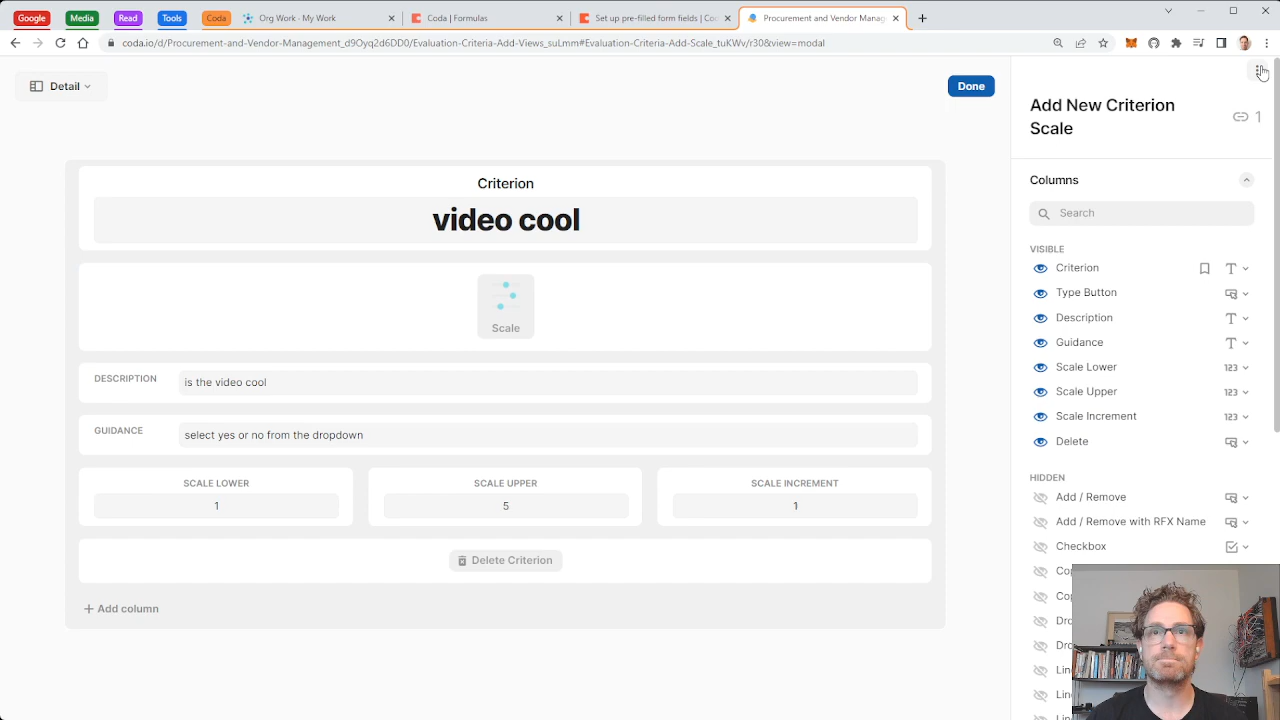 Google Media Read Tools Coda Org Work - My Work Coda | Formulas Set up pre-filled form fields | Co Procurement and Vendor Manag
coda.io/d/Procurement-and-Vendor-Management_d9Oyq2d6DD0/Evaluation-Criteria-Add-Views_suLmm#Evaluation-Criteria-Add-Scale_tuKWv/r30&view=modal
Detail
Done
Criterion
video cool
Scale
DESCRIPTION is the video cool
GUIDANCE select yes or no from the dropdown
SCALE LOWER SCALE UPPER SCALE INCREMENT
1 5 1
Delete Criterion
+ Add column
Add New Criterion
Scale
1
Columns
Search
VISIBLE
Criterion
Type Button
Description
Guidance
Scale Lower 123
Scale Upper 123
Scale Increment 123
Delete
HIDDEN
Add / Remove
Add / Remove with RFX Name
Checkbox